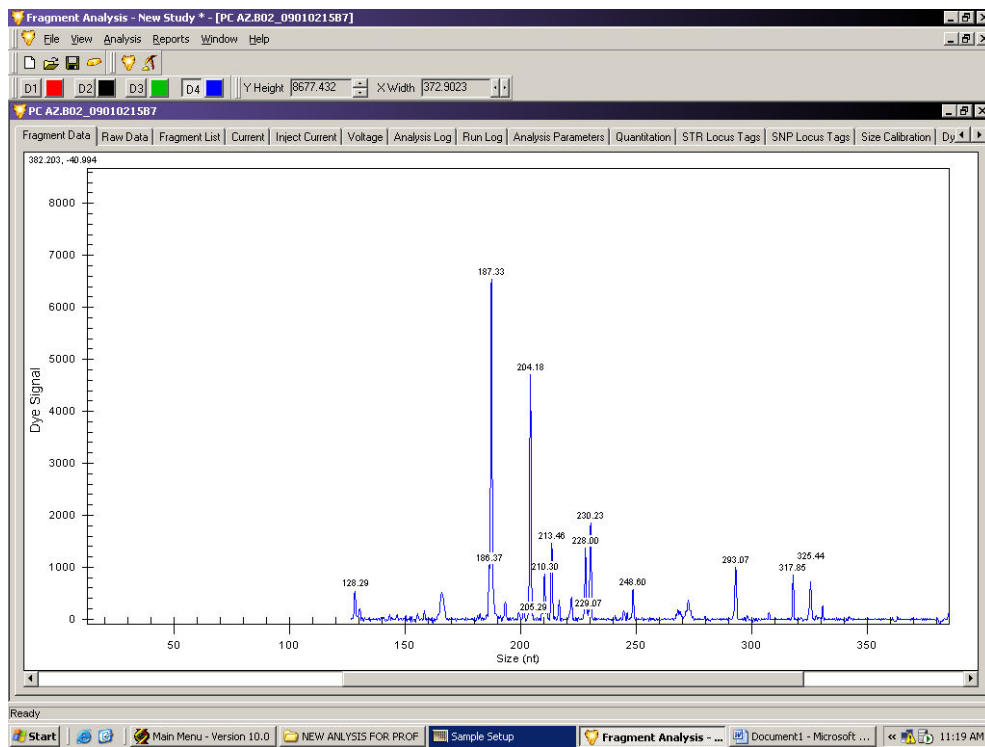 Fragment Analysis - New Study * - [PC AZ.B02_09010215B7]
File View Analysis Reports Window Help
D1 D2 D3 D4 Y Height 8677.432 X Width 372.9023
PC AZ.B02_09010215B7
Fragment Data Raw Data Fragment List Current Inject Current Voltage Analysis Log Run Log Analysis Parameters Quantitation STR Locus Tags SNP Locus Tags Size Calibration Dy
382.203, -40.994
8000
7000
187.33
6000
5000
204.18
Dye Signal
4000
3000
2000
230.23
213.46
228.00
186.37
1000
210.30
293.07
325.44
317.85
128.29
248.60
229.07
205.29
0
50 100 150 200 250 300 350
Size (nt)
Ready
Start Main Menu - Version 10.0 NEW ANLYSIS FOR PROF Sample Setup Fragment Analysis - ... Document1 - Microsoft ... « 11:19 AM